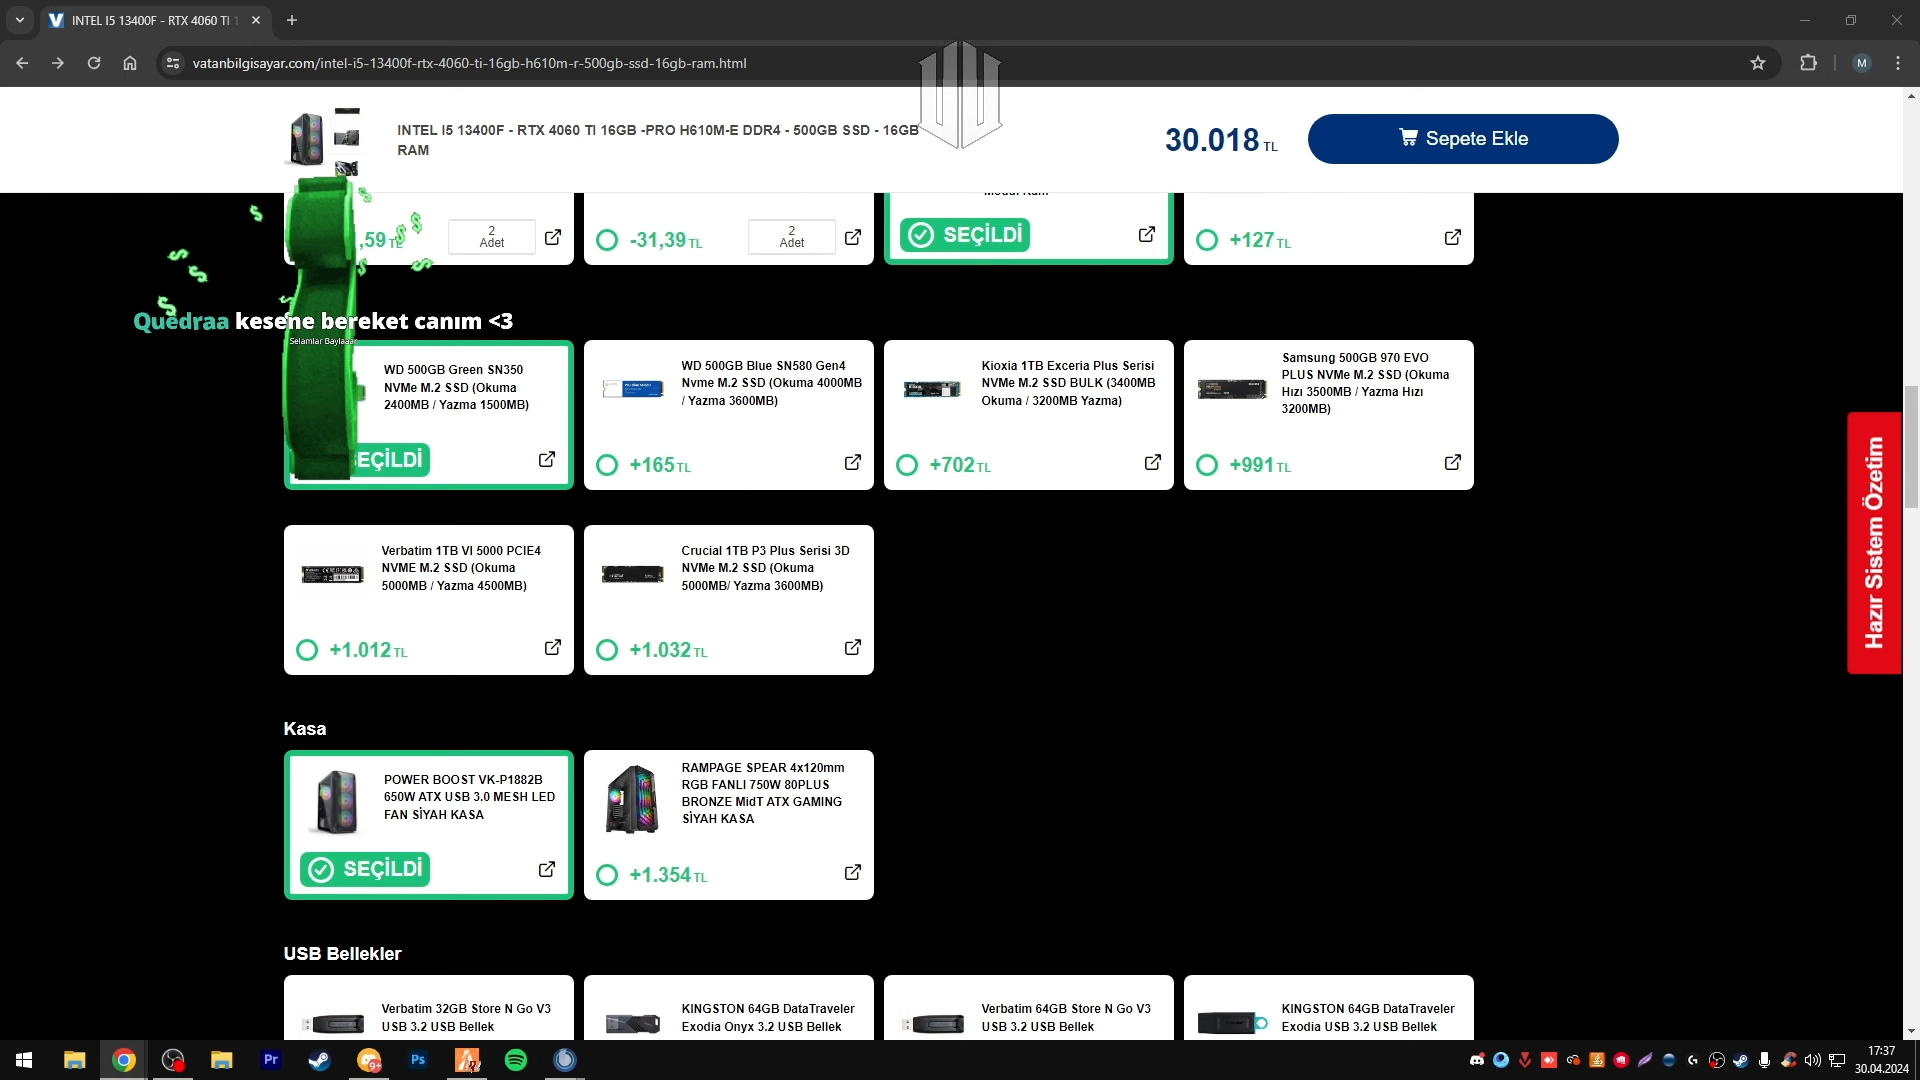 INTEL I5 13400F - RTX 4060 TI 1
vatanbilgisayar.com/intel-i5-13400f-rtx-4060-ti-16gb-h610m-r-500gb-ssd-16gb-ram.html
M
INTEL I5 13400F - RTX 4060 TI 16GB -PRO H610M-E DDR4 - 500GB SSD - 16GB
RAM
30.018 TL
Sepete Ekle
,59 TL
2
Adet
-31,39 TL
2
Adet
SEÇİLDİ
+127 TL
Quedraa kesene bereket canım <3
Selamlar Baylaaar
WD 500GB Green SN350
NVMe M.2 SSD (Okuma
2400MB / Yazma 1500MB)
EÇİLDİ
WD 500GB Blue SN580 Gen4
Nvme M.2 SSD (Okuma 4000MB
/ Yazma 3600MB)
+165 TL
Kioxia 1TB Exceria Plus Serisi
NVMe M.2 SSD BULK (3400MB
Okuma / 3200MB Yazma)
+702 TL
Samsung 500GB 970 EVO
PLUS NVMe M.2 SSD (Okuma
Hızı 3500MB / Yazma Hızı
3200MB)
+991 TL
Verbatim 1TB VI 5000 PCIE4
NVME M.2 SSD (Okuma
5000MB / Yazma 4500MB)
+1.012 TL
Crucial 1TB P3 Plus Serisi 3D
NVMe M.2 SSD (Okuma
5000MB/ Yazma 3600MB)
+1.032 TL
Hazır Sistem Özetim
Kasa
POWER BOOST VK-P1882B
650W ATX USB 3.0 MESH LED
FAN SİYAH KASA
SEÇİLDİ
RAMPAGE SPEAR 4x120mm
RGB FANLI 750W 80PLUS
BRONZE MidT ATX GAMING
SİYAH KASA
+1.354 TL
USB Bellekler
Verbatim 32GB Store N Go V3
USB 3.2 USB Bellek
KINGSTON 64GB DataTraveler
Exodia Onyx 3.2 USB Bellek
Verbatim 64GB Store N Go V3
USB 3.2 USB Bellek
KINGSTON 64GB DataTraveler
Exodia USB 3.2 USB Bellek
Pr
9+
Ps
17:37
30.04.2024